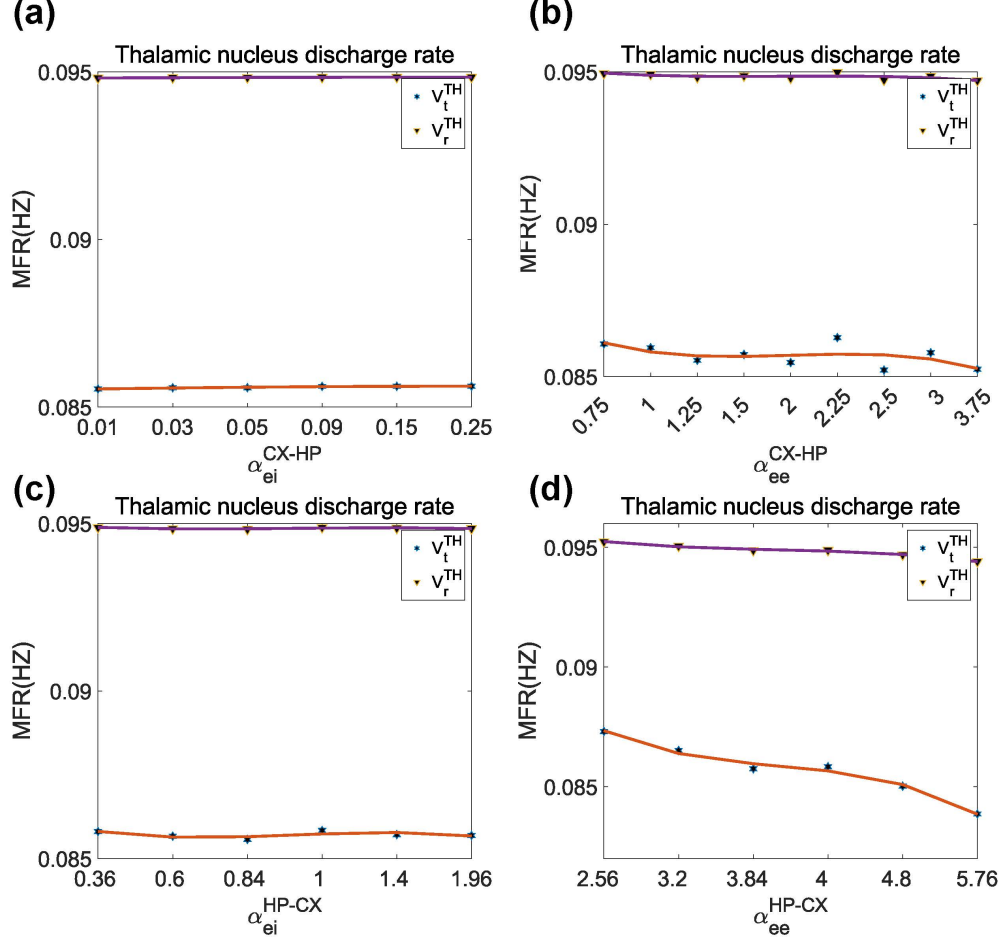 (a)
Thalamic nucleus discharge rate
0.095
0.09
0.085
MFR(HZ)
V_t^TH
V_r^TH
0.01 0.03 0.05 0.09 0.15 0.25
α_ei^CX-HP
(b)
Thalamic nucleus discharge rate
0.095
0.09
0.085
MFR(HZ)
V_t^TH
V_r^TH
0.75 1 1.25 1.5 2 2.25 2.5 3 3.75
α_ee^CX-HP
(c)
Thalamic nucleus discharge rate
0.095
0.09
0.085
MFR(HZ)
V_t^TH
V_r^TH
0.36 0.6 0.84 1 1.4 1.96
α_ei^HP-CX
(d)
Thalamic nucleus discharge rate
0.095
0.09
0.085
MFR(HZ)
V_t^TH
V_r^TH
2.56 3.2 3.84 4 4.8 5.76
α_ee^HP-CX